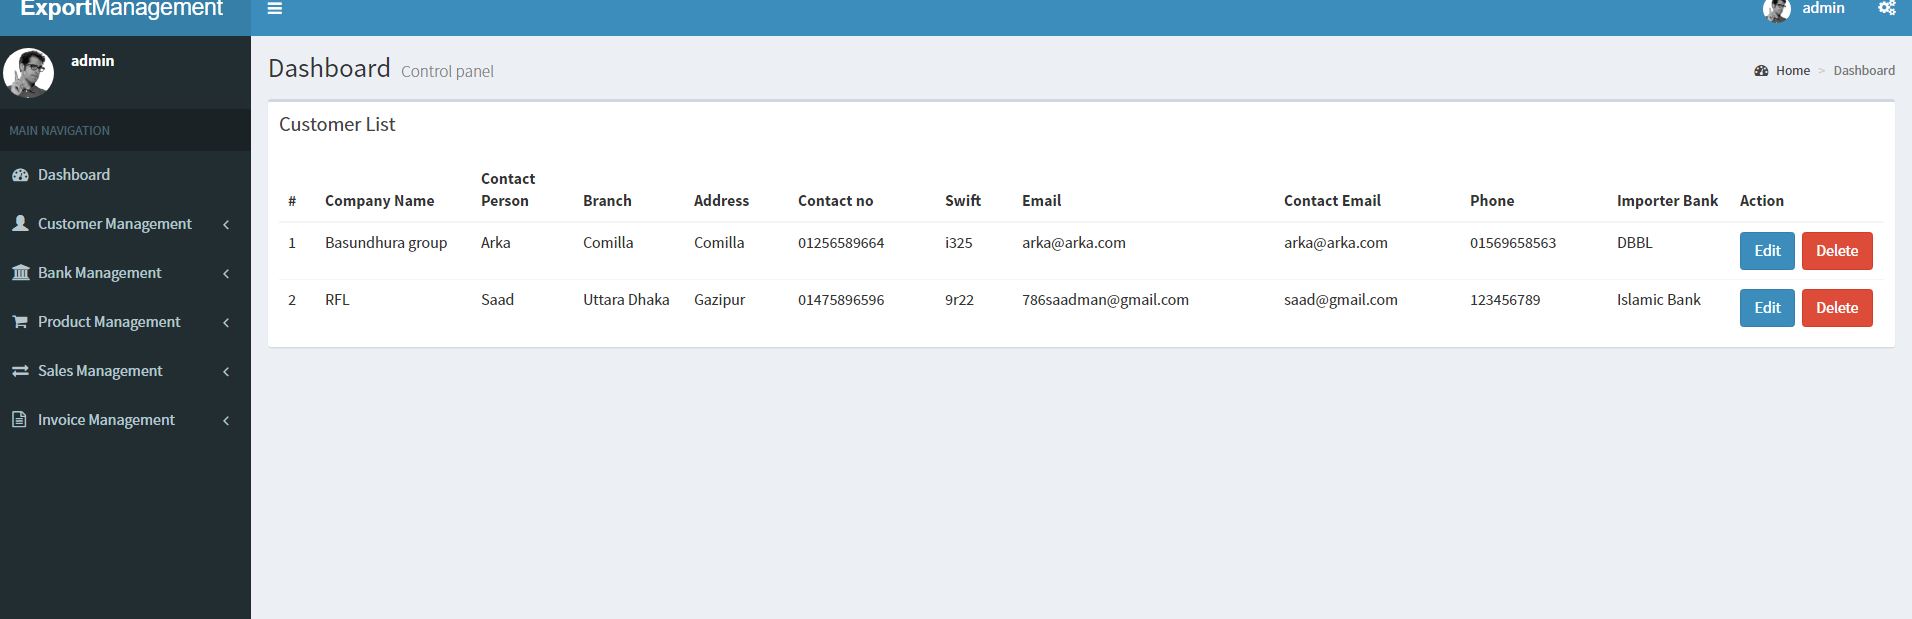 ExportManagement
admin
admin
MAIN NAVIGATION
Dashboard
Customer Management
Bank Management
Product Management
Sales Management
Invoice Management
Dashboard Control panel
Home > Dashboard
Customer List
# Company Name Contact Person Branch Address Contact no Swift Email Contact Email Phone Importer Bank Action
1 Basundhura group Arka Comilla Comilla 01256589664 i325 arka@arka.com arka@arka.com 01569658563 DBBL Edit Delete
2 RFL Saad Uttara Dhaka Gazipur 01475896596 9r22 786saadman@gmail.com saad@gmail.com 123456789 Islamic Bank Edit Delete